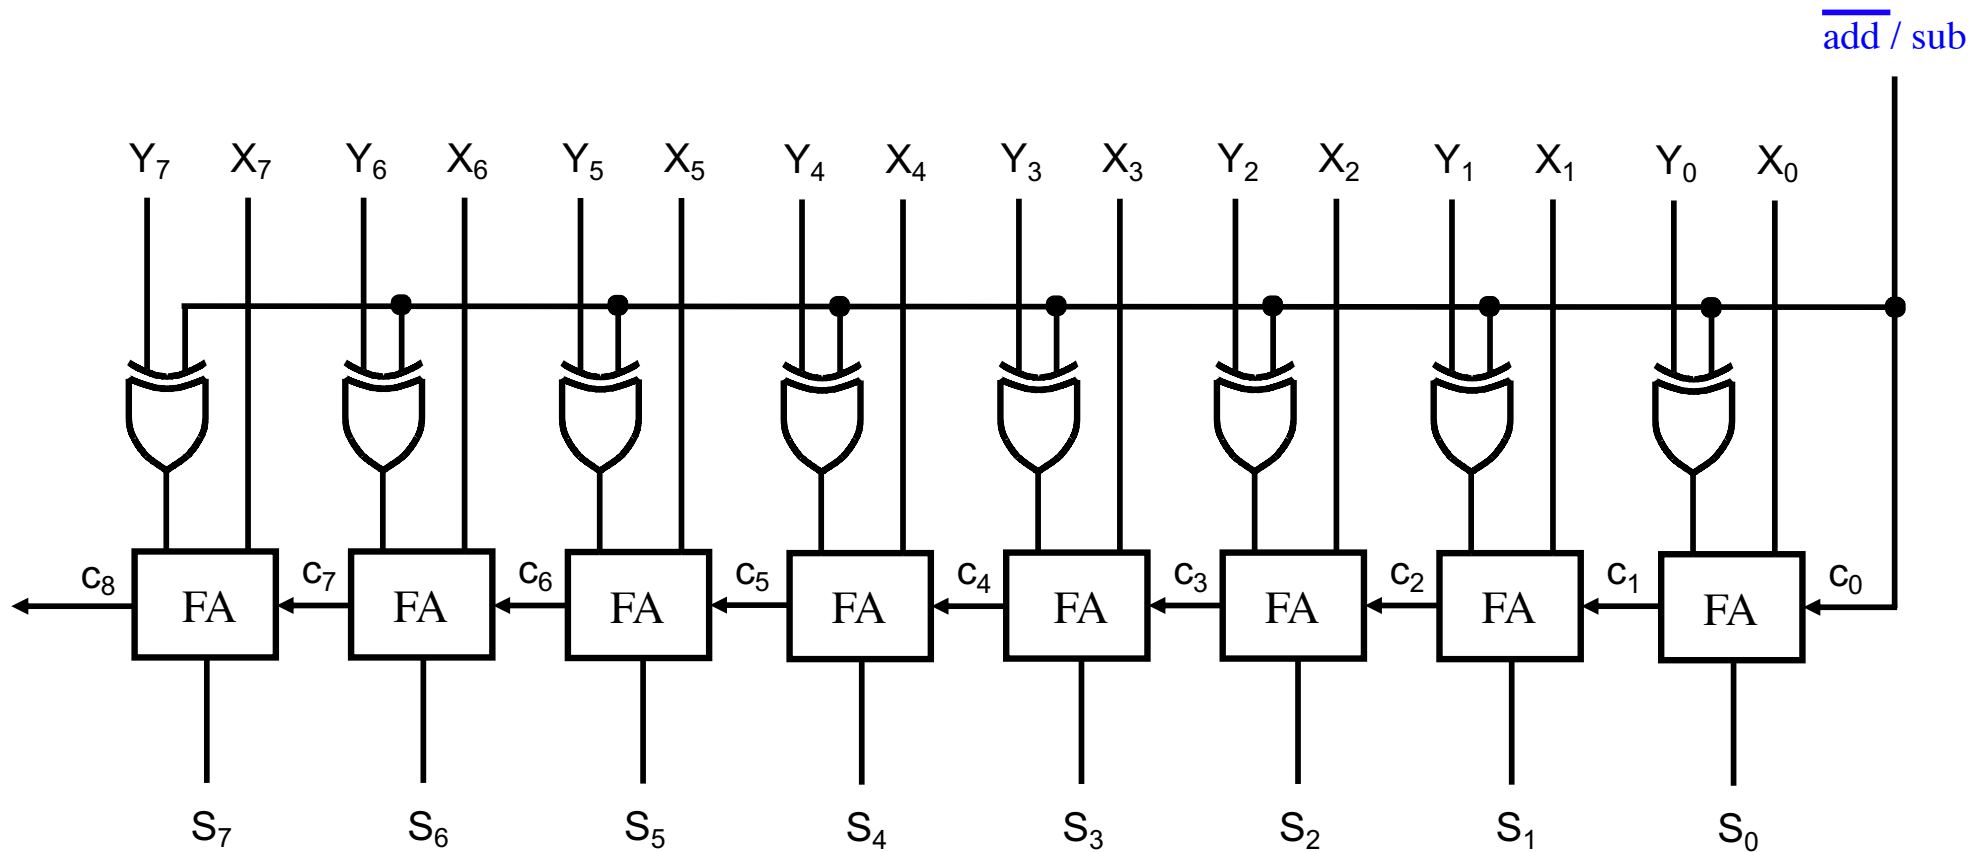 add / sub
Y7 X7 Y6 X6 Y5 X5 Y4 X4 Y3 X3 Y2 X2 Y1 X1 Y0 X0
c8 FA c7 FA c6 FA c5 FA c4 FA c3 FA c2 FA c1 FA c0
S7 S6 S5 S4 S3 S2 S1 S0